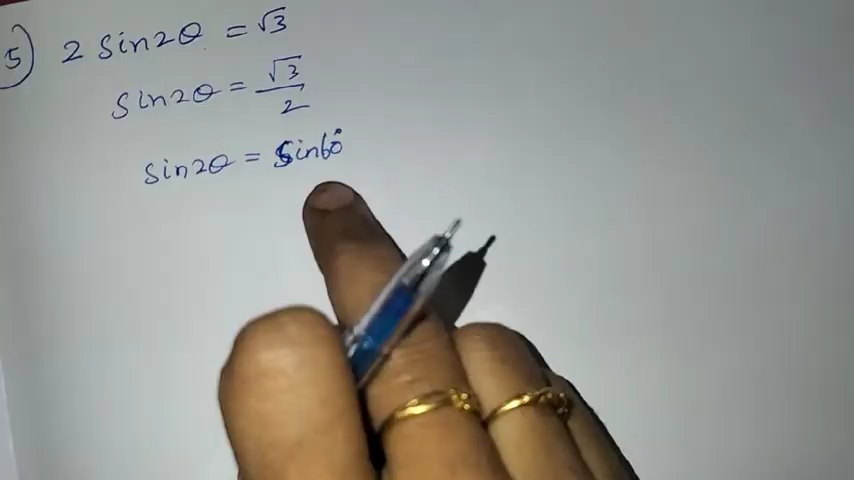 5) 2 sin2θ = √3
sin2θ = √3/2
sin2θ = sin60°